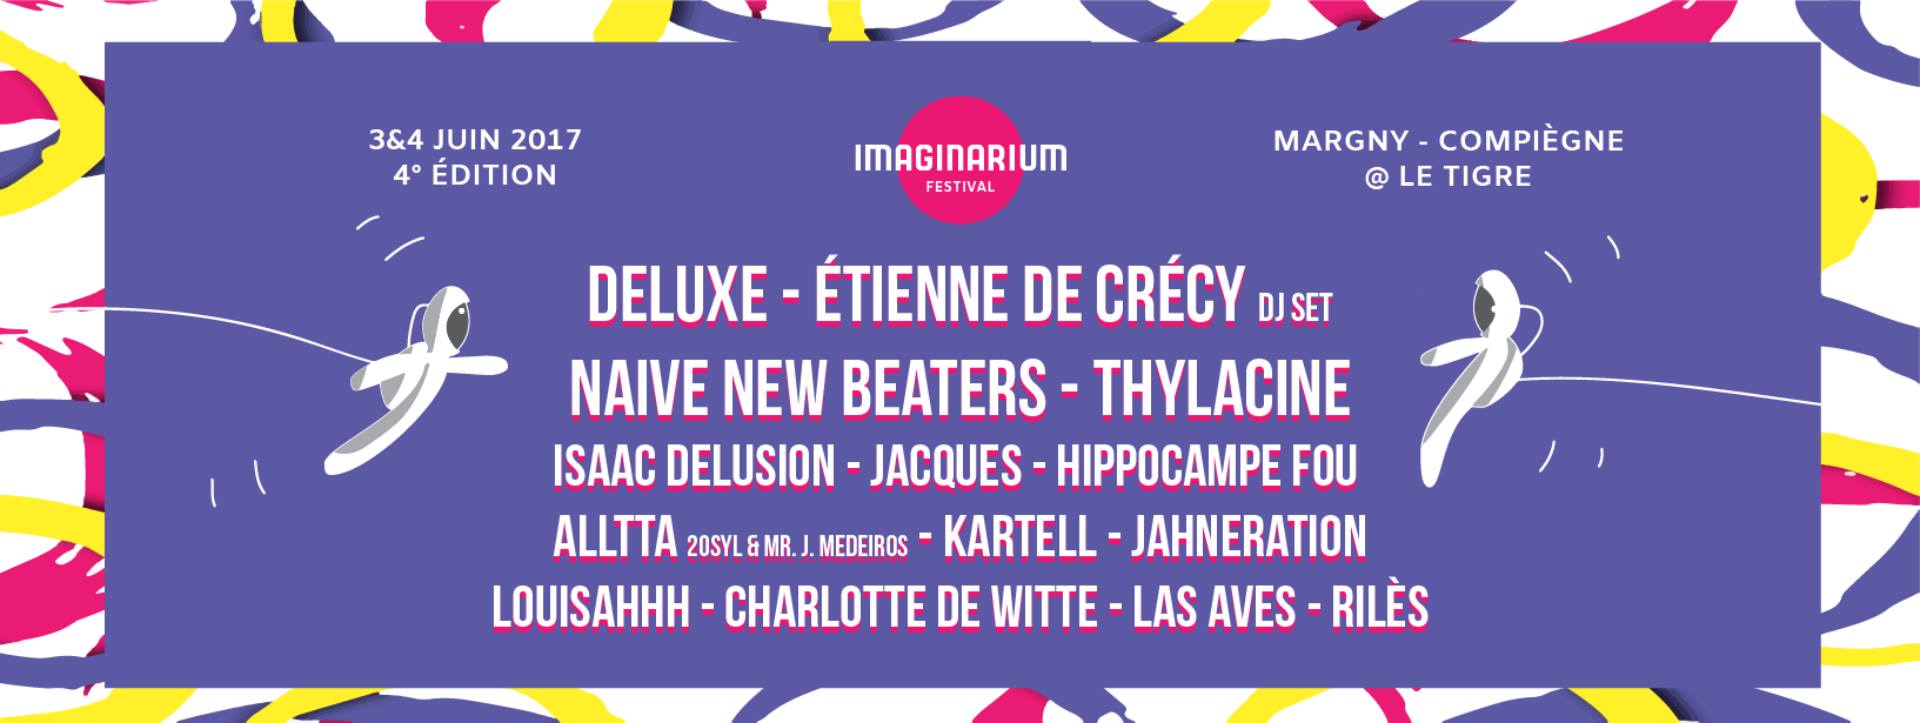 3&4 JUIN 2017
4° ÉDITION
IMAGINARIUM
FESTIVAL
MARGNY - COMPIÈGNE
@ LE TIGRE
DELUXE - ÉTIENNE DE CRÉCY DJ SET
NAIVE NEW BEATERS - THYLACINE
ISAAC DELUSION - JACQUES - HIPPOCAMPE FOU
ALLTTA 20SYL & MR. J. MEDEIROS - KARTELL - JAHNERATION
LOUISAHHH - CHARLOTTE DE WITTE - LAS AVES - RILÈS